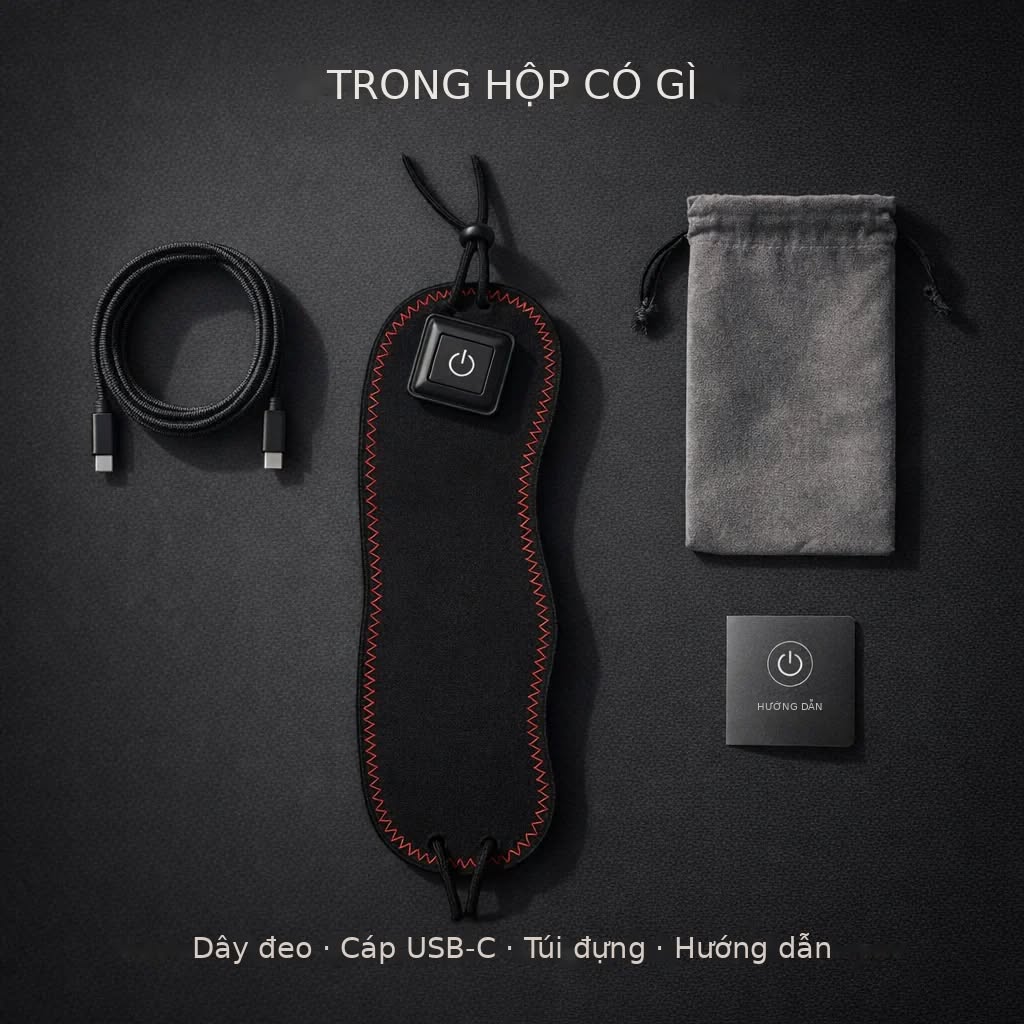 TRONG HỘP CÓ GÌ
HƯỚNG DẪN
Dây đeo · Cáp USB-C · Túi đựng · Hướng dẫn